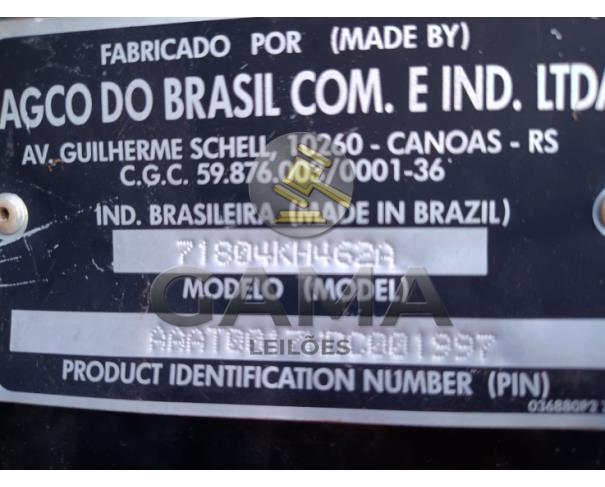 FABRICADO POR (MADE BY)
AGCO DO BRASIL COM. E IND. LTDA
AV. GUILHERME SCHELL, 10260 - CANOAS - RS
C.G.C. 59.876.003/0001-36
IND. BRASILEIRA (MADE IN BRAZIL)
71804KH462A
MODELO (MODEL)
GAMA
LEILÕES
PRODUCT IDENTIFICATION NUMBER (PIN)